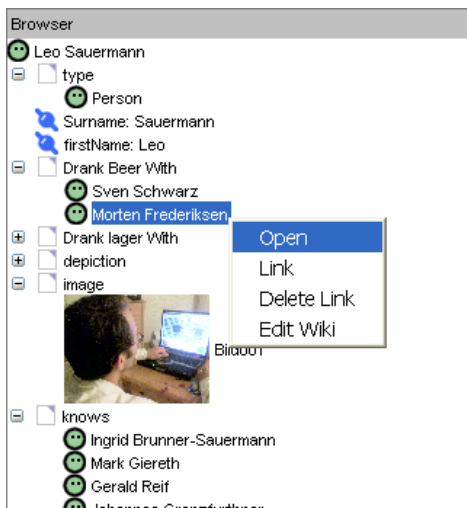 Browser
Leo Sauermann
type
Person
Surname: Sauermann
firstName: Leo
Drank Beer With
Sven Schwarz
Morten Frederiksen
Drank lager With
depiction
image
Open
Link
Delete Link
Edit Wiki
knows
Ingrid Brunner-Sauermann
Mark Giereth
Gerald Reif